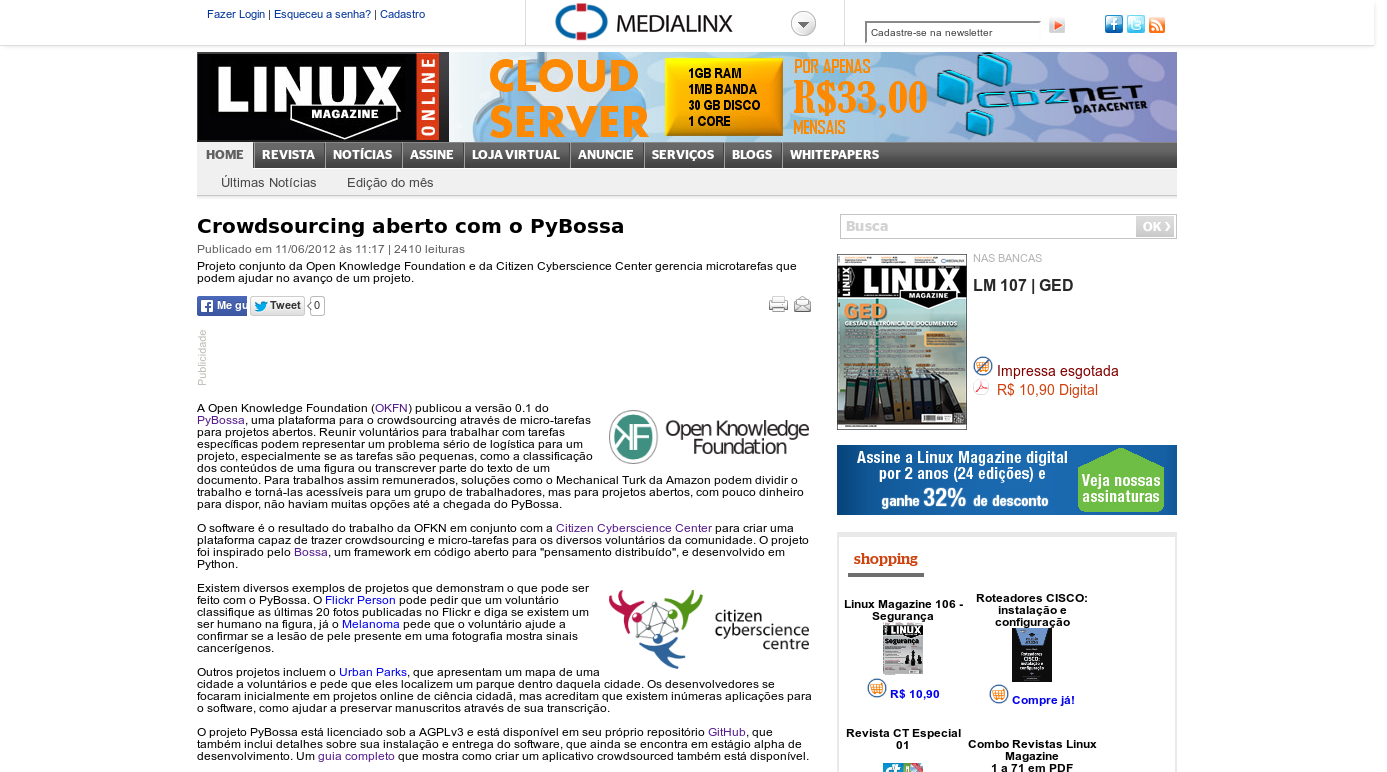 Fazer Login | Esqueceu a senha? | Cadastro
MEDIALINX
Cadastre-se na newsletter
LINUX
MAGAZINE
ONLINE
CLOUD
SERVER
1GB RAM
1MB BANDA
30 GB DISCO
1 CORE
POR APENAS
R$33,00
MENSAIS
CDZNET
DATACENTER
HOME REVISTA NOTÍCIAS ASSINE LOJA VIRTUAL ANUNCIE SERVIÇOS BLOGS WHITEPAPERS
Últimas Notícias Edição do mês
Crowdsourcing aberto com o PyBossa
Publicado em 11/06/2012 às 11:17 | 2410 leituras
Projeto conjunto da Open Knowledge Foundation e da Citizen Cyberscience Center gerencia microtarefas que
podem ajudar no avanço de um projeto.
Me gu Tweet 0
Publicidade
A Open Knowledge Foundation (OKFN) publicou a versão 0.1 do
PyBossa, uma plataforma para o crowdsourcing através de micro-tarefas
para projetos abertos. Reunir voluntários para trabalhar com tarefas
específicas podem representar um problema sério de logística para um
projeto, especialmente se as tarefas são pequenas, como a classificação
dos conteúdos de uma figura ou transcrever parte do texto de um
documento. Para trabalhos assim remunerados, soluções como o Mechanical Turk da Amazon podem dividir o
trabalho e torná-las acessíveis para um grupo de trabalhadores, mas para projetos abertos, com pouco dinheiro
para dispor, não haviam muitas opções até a chegada do PyBossa.
Open Knowledge
Foundation
O software é o resultado do trabalho da OFKN em conjunto com a Citizen Cyberscience Center para criar uma
plataforma capaz de trazer crowdsourcing e micro-tarefas para os diversos voluntários da comunidade. O projeto
foi inspirado pelo Bossa, um framework em código aberto para "pensamento distribuído", e desenvolvido em
Python.
Existem diversos exemplos de projetos que demonstram o que pode ser
feito com o PyBossa. O Flickr Person pode pedir que um voluntário
classifique as últimas 20 fotos publicadas no Flickr e diga se existem um
ser humano na figura, já o Melanoma pede que o voluntário ajude a
confirmar se a lesão de pele presente em uma fotografia mostra sinais
cancerígenos.
citizen
cyberscience
centre
Outros projetos incluem o Urban Parks, que apresentam um mapa de uma
cidade a voluntários e pede que eles localizem um parque dentro daquela cidade. Os desenvolvedores se
focaram inicialmente em projetos online de ciência cidadã, mas acreditam que existem inúmeras aplicações para
o software, como ajudar a preservar manuscritos através de sua transcrição.
O projeto PyBossa está licenciado sob a AGPLv3 e está disponível em seu próprio repositório GitHub, que
também inclui detalhes sobre sua instalação e entrega do software, que ainda se encontra em estágio alpha de
desenvolvimento. Um guia completo que mostra como criar um aplicativo crowdsourced também está disponível.
Busca OK
LINUX
MAGAZINE
GED
GESTÃO ELETRÔNICA DE DOCUMENTOS
NAS BANCAS
LM 107 | GED
Impressa esgotada
R$ 10,90 Digital
Assine a Linux Magazine digital
por 2 anos (24 edições) e
ganhe 32% de desconto
Veja nossas
assinaturas
shopping
Linux Magazine 106 -
Segurança
LINUX
Segurança
R$ 10,90
Roteadores CISCO:
instalação e
configuração
Compre já!
Revista CT Especial
01
Combo Revistas Linux
Magazine
1 a 71 em PDF